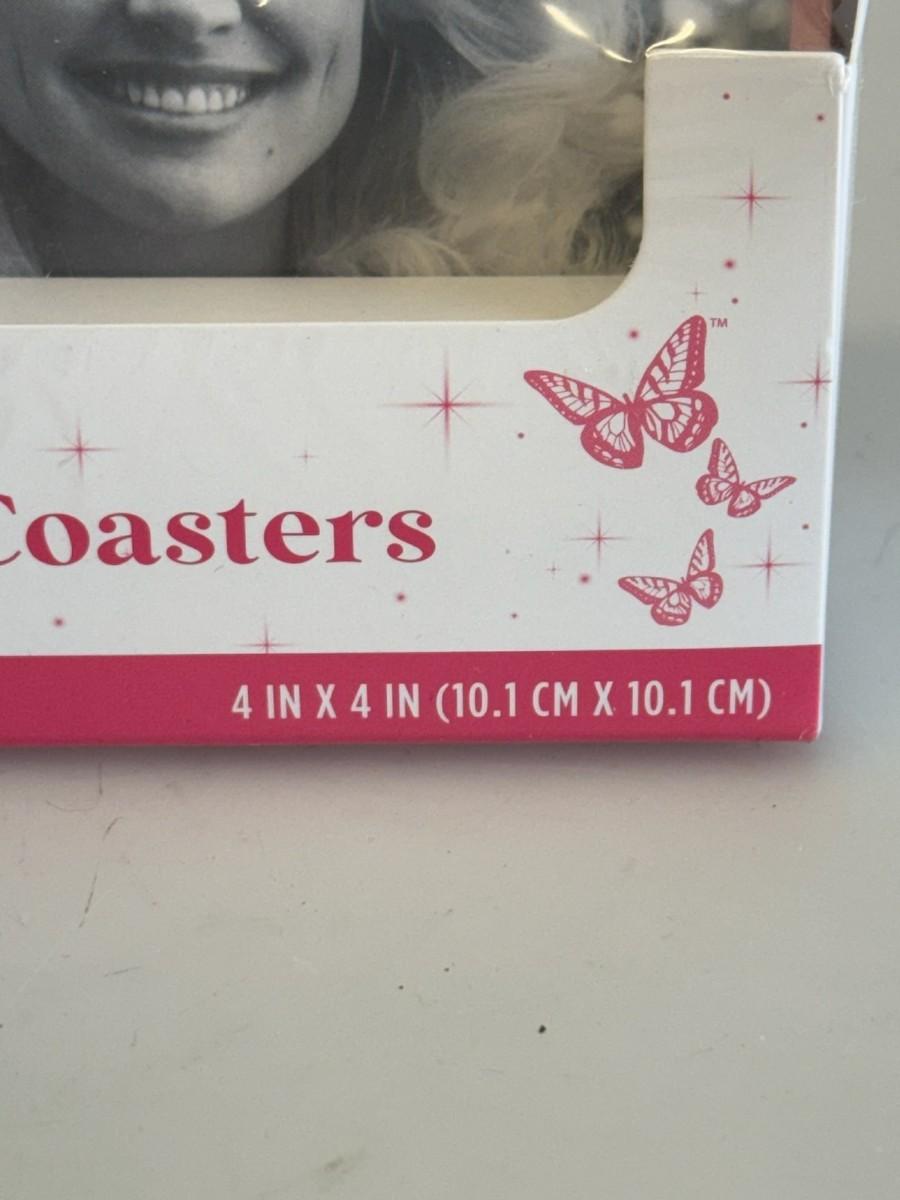 ™
Coasters
4 IN X 4 IN (10.1 CM X 10.1 CM)